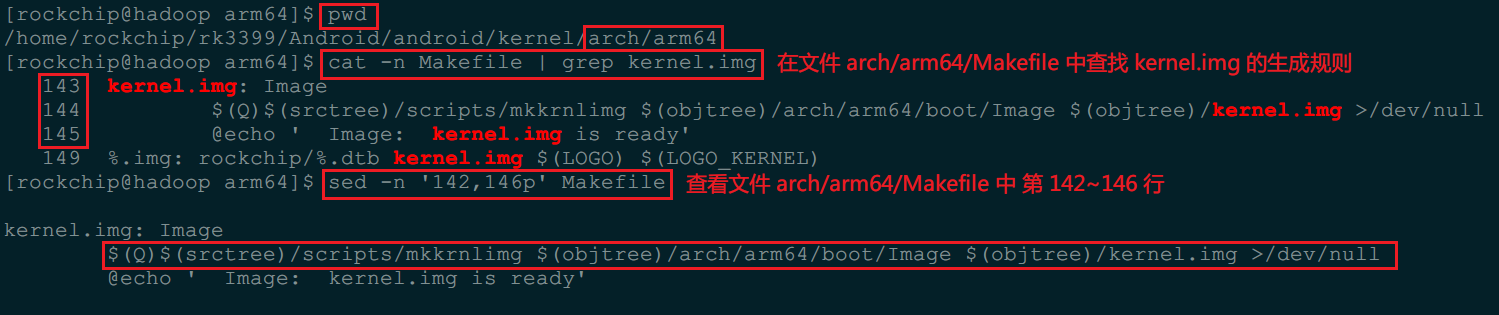 [rockchip@hadoop arm64]$ pwd
/home/rockchip/rk3399/Android/android/kernel/arch/arm64
[rockchip@hadoop arm64]$ cat -n Makefile | grep kernel.img 在文件 arch/arm64/Makefile 中查找 kernel.img 的生成规则
143 kernel.img: Image
144 $(Q)$(srctree)/scripts/mkkrnlimg $(objtree)/arch/arm64/boot/Image $(objtree)/kernel.img >/dev/null
145 @echo '  Image:  kernel.img is ready'
149 %.img: rockchip/%.dtb kernel.img $(LOGO) $(LOGO_KERNEL)
[rockchip@hadoop arm64]$ sed -n '142,146p' Makefile 查看文件 arch/arm64/Makefile 中 第 142~146 行
kernel.img: Image
$(Q)$(srctree)/scripts/mkkrnlimg $(objtree)/arch/arm64/boot/Image $(objtree)/kernel.img >/dev/null
@echo '  Image:  kernel.img is ready'